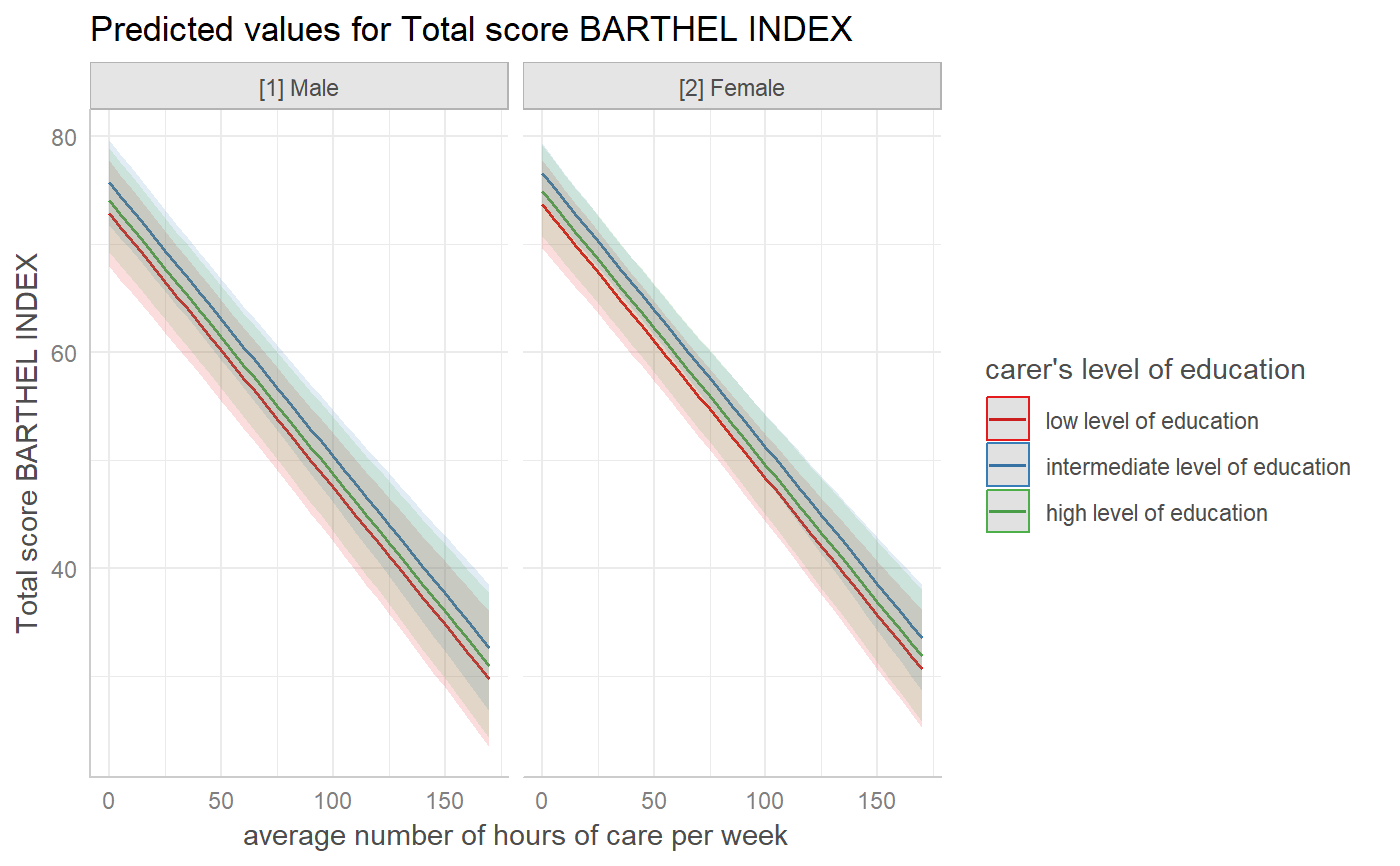 Predicted values for Total score BARTHEL INDEX
[1] Male
[2] Female
80
60
40
Total score BARTHEL INDEX
0
50
100
150
0
50
100
150
average number of hours of care per week
carer's level of education
low level of education
intermediate level of education
high level of education